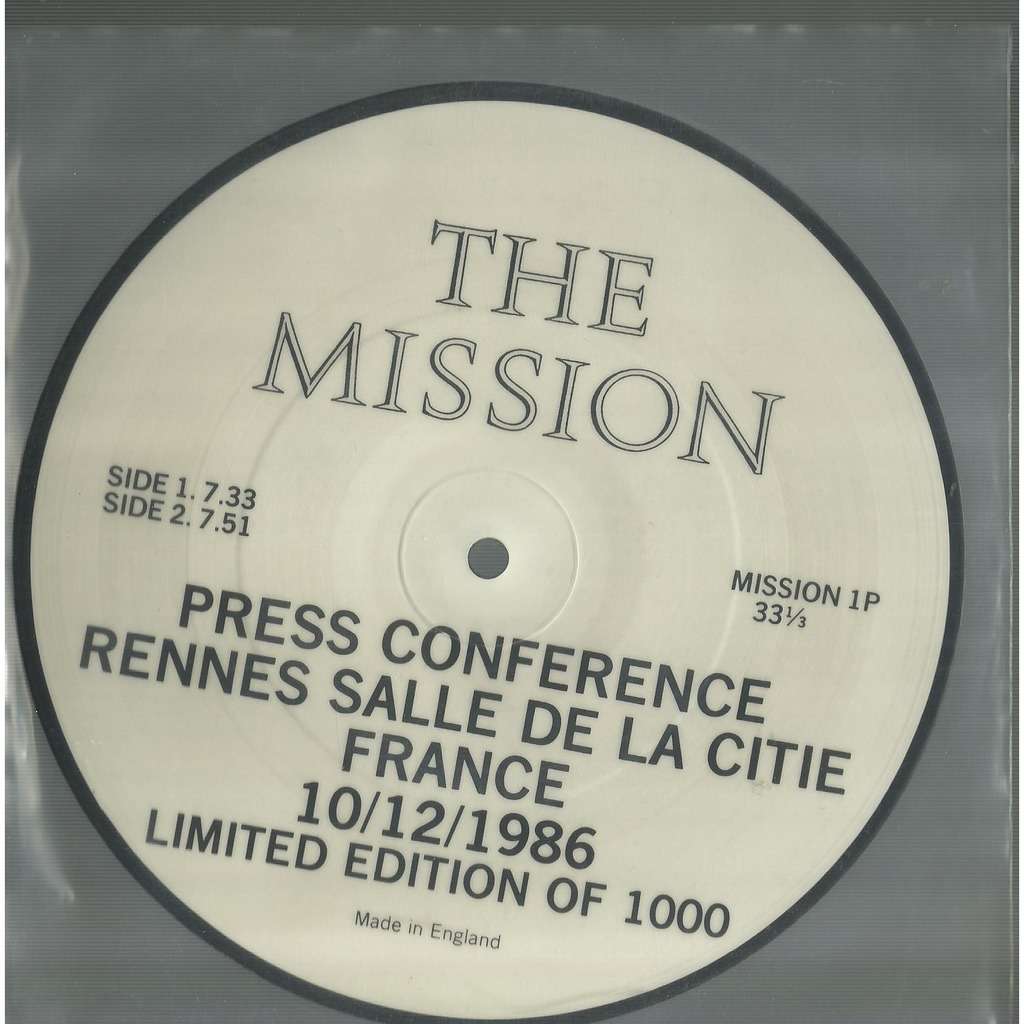 THE
MISSION
SIDE 1. 7.33
SIDE 2. 7.51
MISSION 1P
33⅓
PRESS CONFERENCE
RENNES SALLE DE LA CITIE
FRANCE
10/12/1986
LIMITED EDITION OF 1000
Made in England